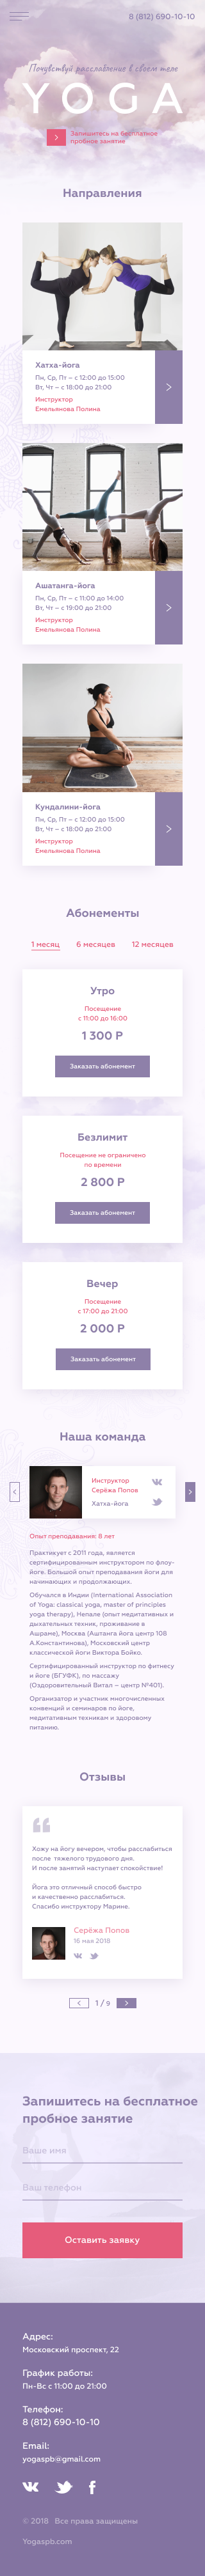 8 (812) 690-10-10
Почувствуй расслабление в своем теле
YOGA
Запишитесь на бесплатное
пробное занятие
Направления
Хатха-йога
Пн, Ср, Пт – с 12:00 до 15:00
Вт, Чт – с 18:00 до 21:00
Инструктор
Емельянова Полина
Аштанга-йога
Пн, Ср, Пт – с 11:00 до 14:00
Вт, Чт – с 19:00 до 21:00
Инструктор
Емельянова Полина
Кундалини-йога
Пн, Ср, Пт – с 12:00 до 15:00
Вт, Чт – с 18:00 до 21:00
Инструктор
Емельянова Полина
Абонементы
1 месяц 6 месяцев 12 месяцев
Утро
Посещение
с 11:00 до 16:00
1 300 Р
Заказать абонемент
Безлимит
Посещение не ограничено
по времени
2 800 Р
Заказать абонемент
Вечер
Посещение
с 17:00 до 21:00
2 000 Р
Заказать абонемент
Наша команда
Инструктор
Серёжа Попов
Хатха-йога
Опыт преподавания: 8 лет
Практикует с 2011 года, является
сертифицированным инструктором по флоу-
йоге. Большой опыт преподавания йоги для
начинающих и продолжающих.
Обучался в Индии (International Association
of Yoga: classical yoga, master of principles
yoga therapy), Непале (опыт медитативных и
дыхательных техник, проживание в
Ашраме), Москва (Аштанга йога центр 108
А.Константинова), Московский центр
классической йоги Виктора Бойко.
Сертифицированный инструктор по фитнесу
и йоге (БГУФК), по массажу
(Оздоровительный Витал – центр №401).
Организатор и участник многочисленных
конвенций и семинаров по йоге,
медитативным техникам и здоровому
питанию.
Отзывы
Хожу на йогу вечером, чтобы расслабиться
после тяжелого трудового дня.
И после занятий наступает спокойствие!
Йога это отличный способ быстро
и качественно расслабиться.
Спасибо инструктору Марине.
Серёжа Попов
16 мая 2018
1 / 9
Запишитесь на бесплатное
пробное занятие
Ваше имя
Ваш телефон
Оставить заявку
Адрес:
Московский проспект, 22
График работы:
Пн-Вс с 11:00 до 21:00
Телефон:
8 (812) 690-10-10
Email:
yogaspb@gmail.com
© 2018 Все права защищены
Yogaspb.com